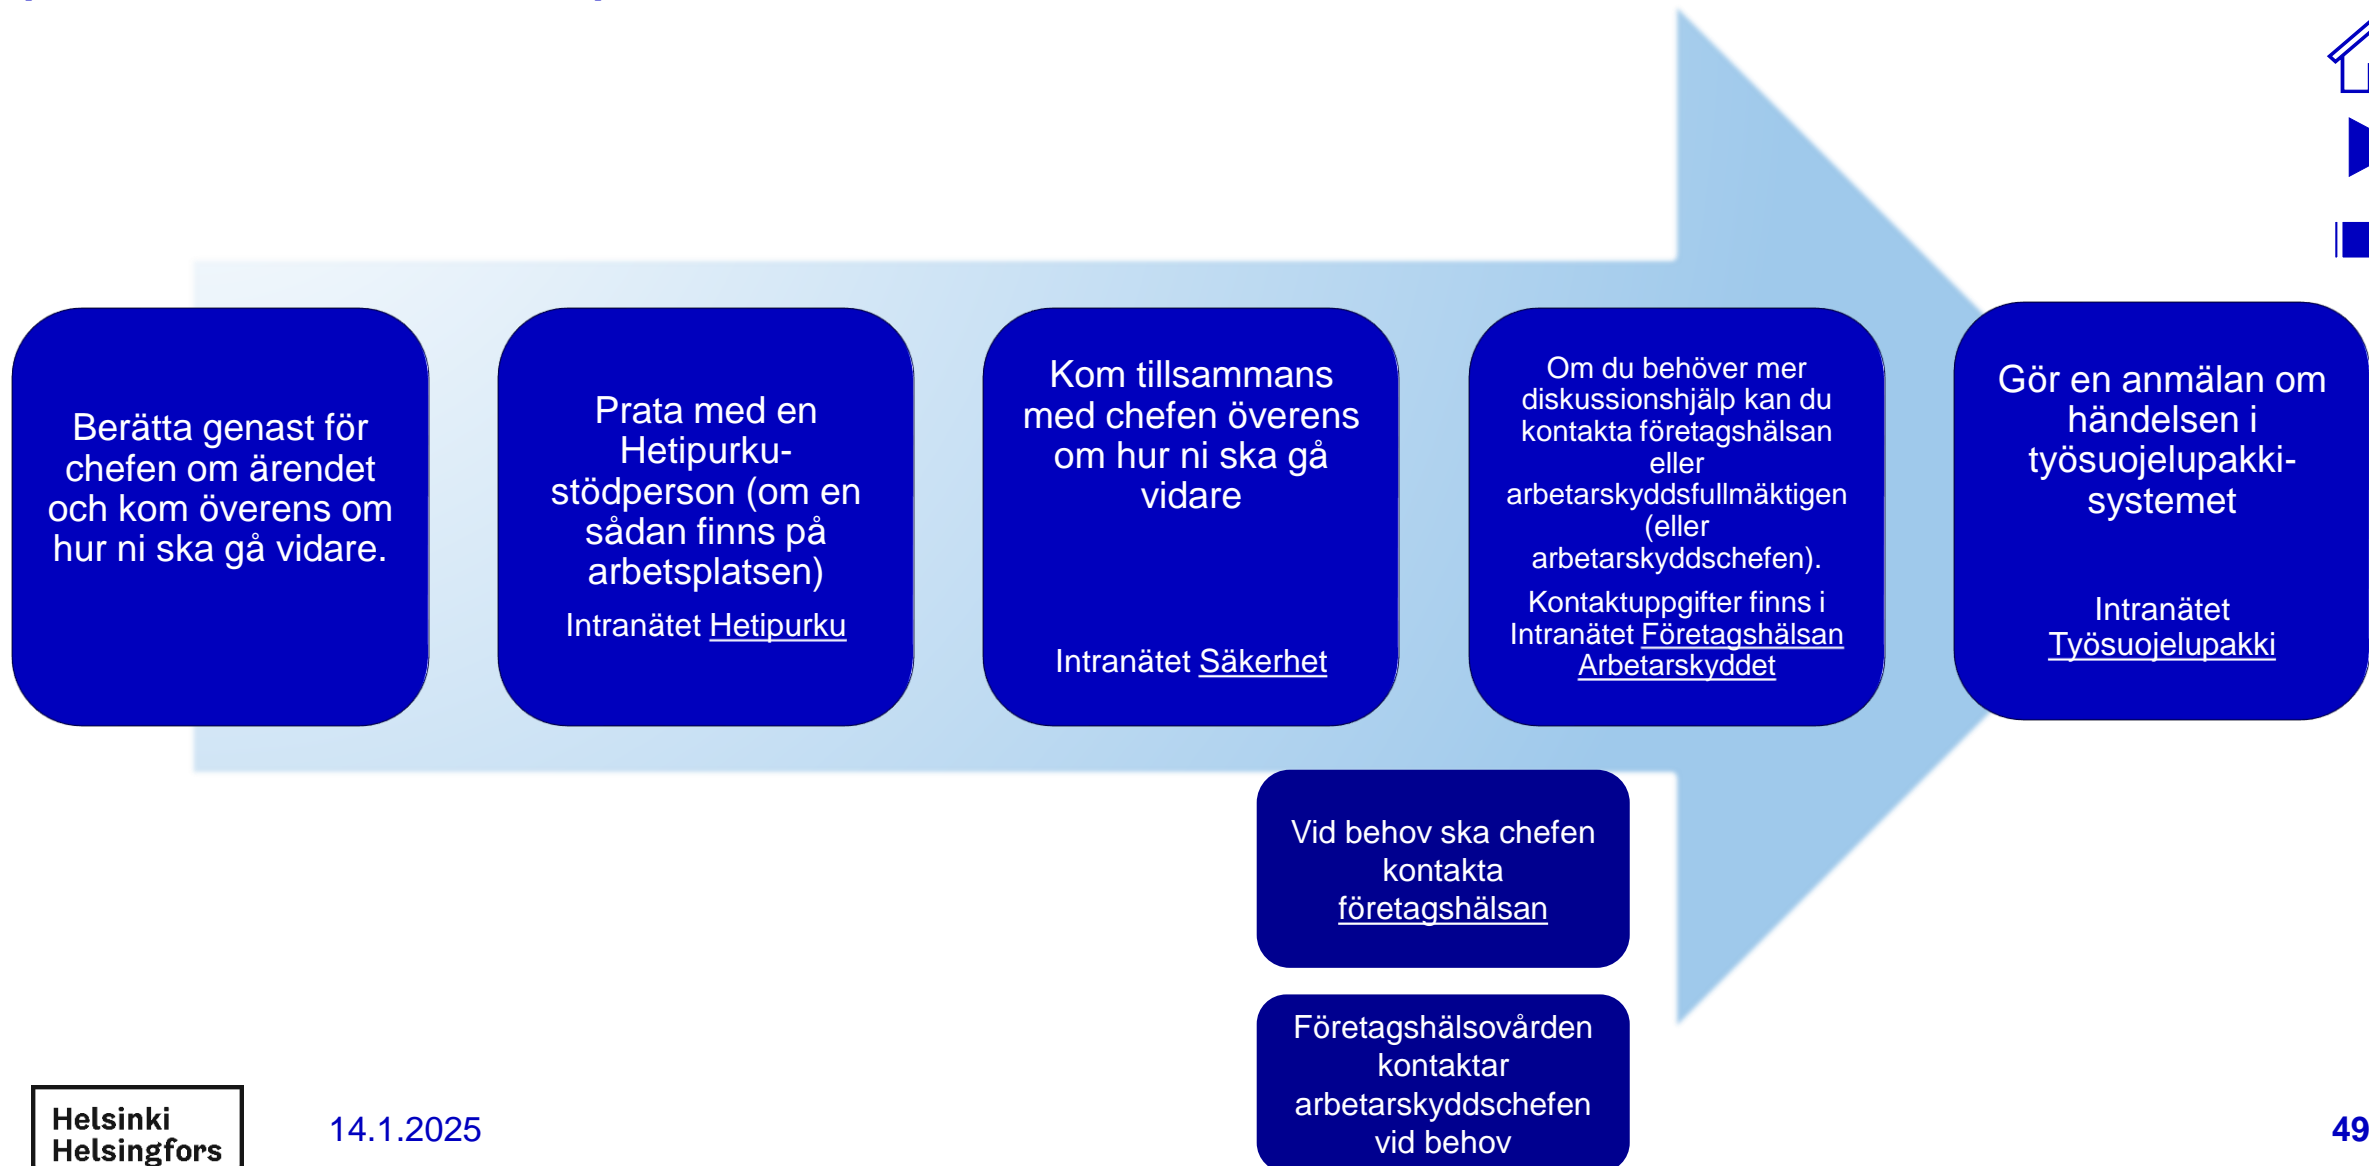 Berätta genast för
chefen om ärendet
och kom överens om
hur ni ska gå vidare.
Prata med en
Hetipurku-
stödperson (om en
sådan finns på
arbetsplatsen)
Intranätet Hetipurku
Kom tillsammans
med chefen överens
om hur ni ska gå
vidare
Intranätet Säkerhet
Om du behöver mer
diskussionshjälp kan du
kontakta företagshälsan
eller
arbetarskyddsfullmäktigen
(eller
arbetarskyddschefen).
Kontaktuppgifter finns i
Intranätet Företagshälsan
Arbetarskyddet
Gör en anmälan om
händelsen i
työsuojelupakki-
systemet
Intranätet
Työsuojelupakki
Vid behov ska chefen
kontakta
företagshälsan
Företagshälsovården
kontaktar
arbetarskyddschefen
vid behov
Helsinki
Helsingfors
14.1.2025
49